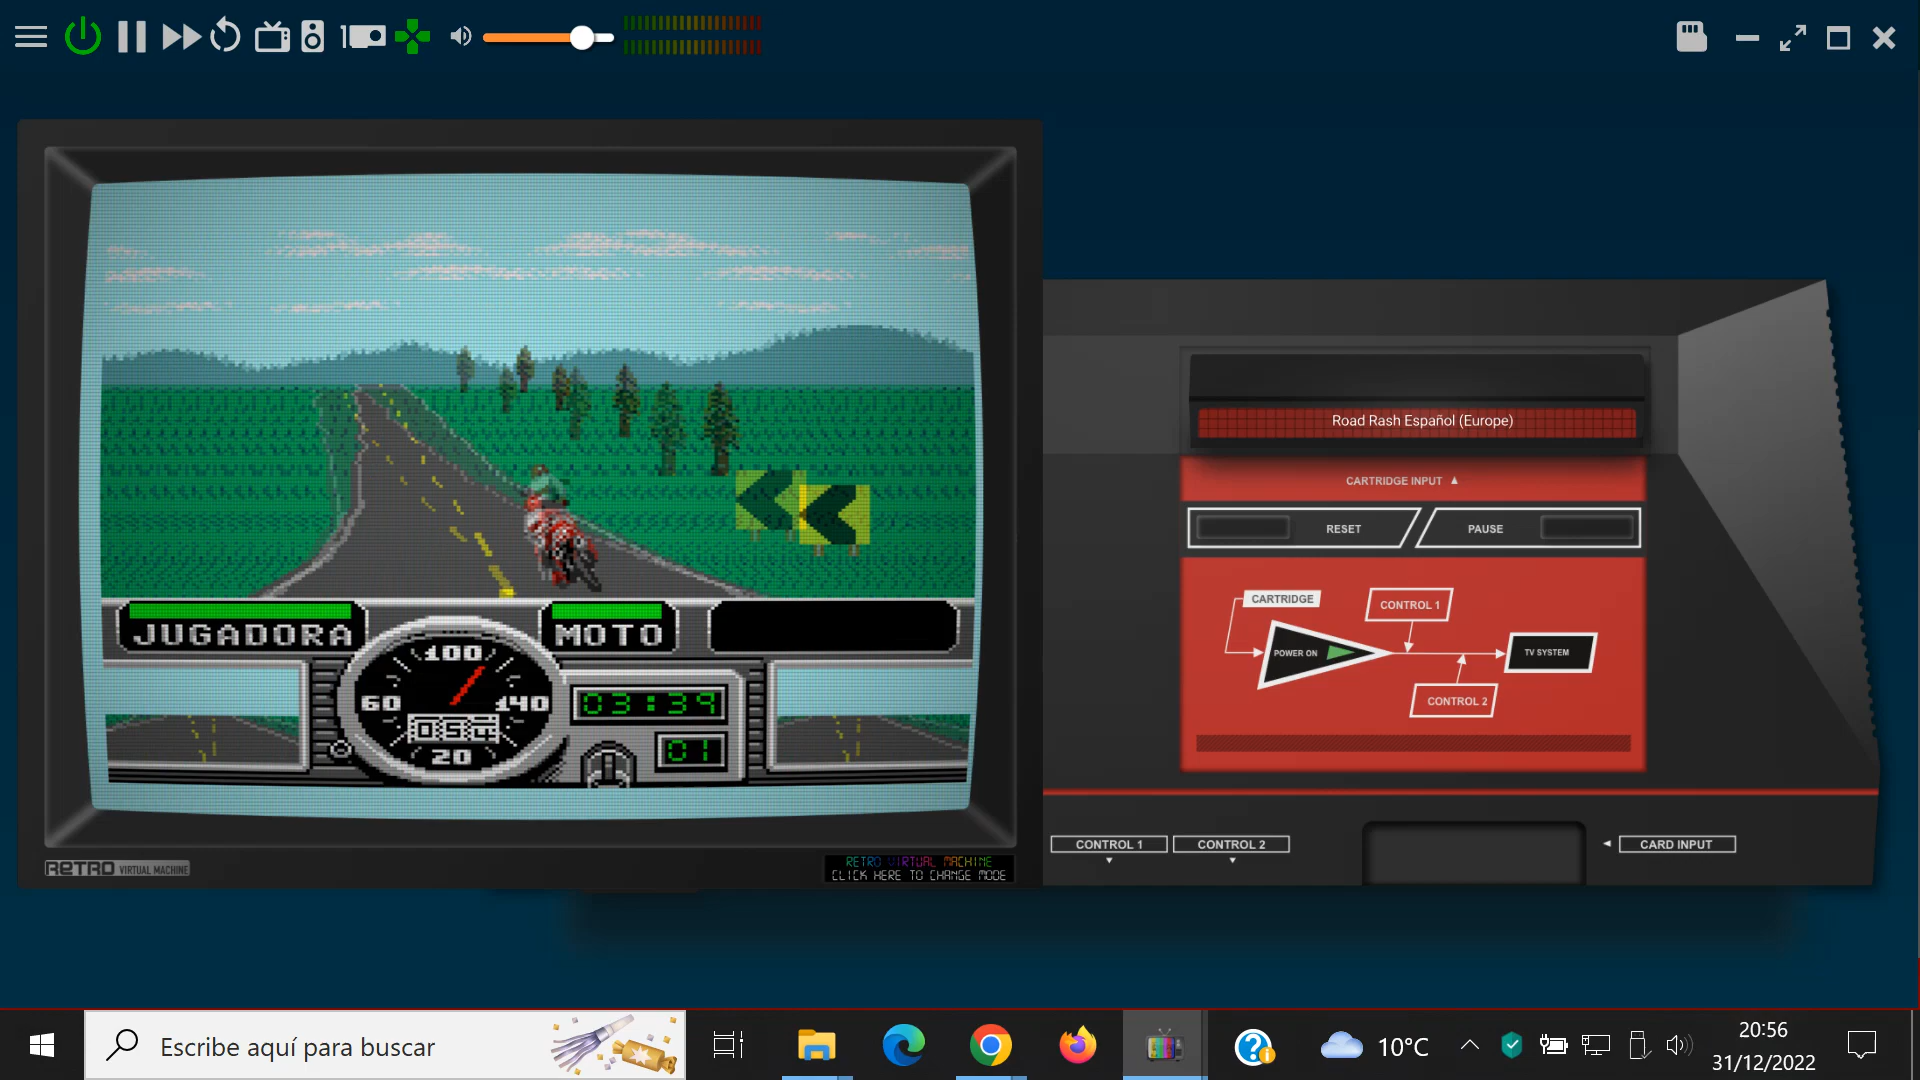 Road Rash Español (Europe)
CARTRIDGE INPUT ▲
RESET
PAUSE
CARTRIDGE
CONTROL 1
POWER ON
TV SYSTEM
CONTROL 2
JUGADORA
MOTO
100
60
140
20
03:39
01
CONTROL 1
CONTROL 2
CARD INPUT
RETRO VIRTUAL MACHINE
RETRO VIRTUAL MACHINE
CLICK HERE TO CHANGE MODE
Escribe aquí para buscar
10°C
20:56
31/12/2022